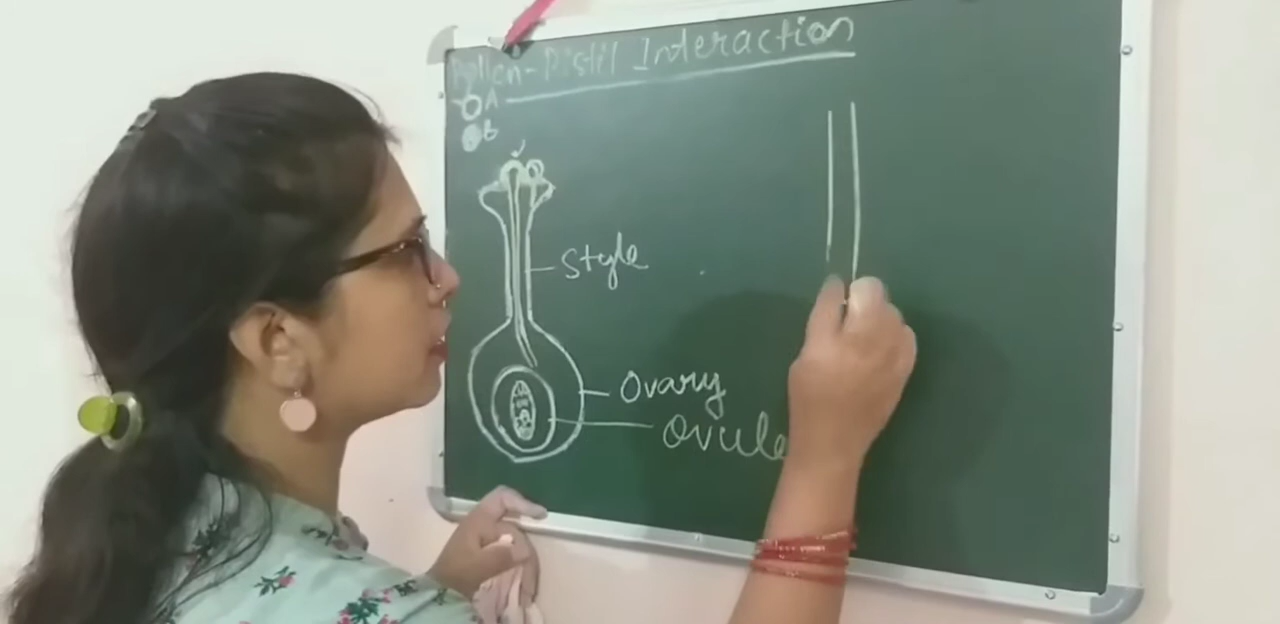 Pollen-Pistil Interaction
A
B
Style
Ovary
Ovule